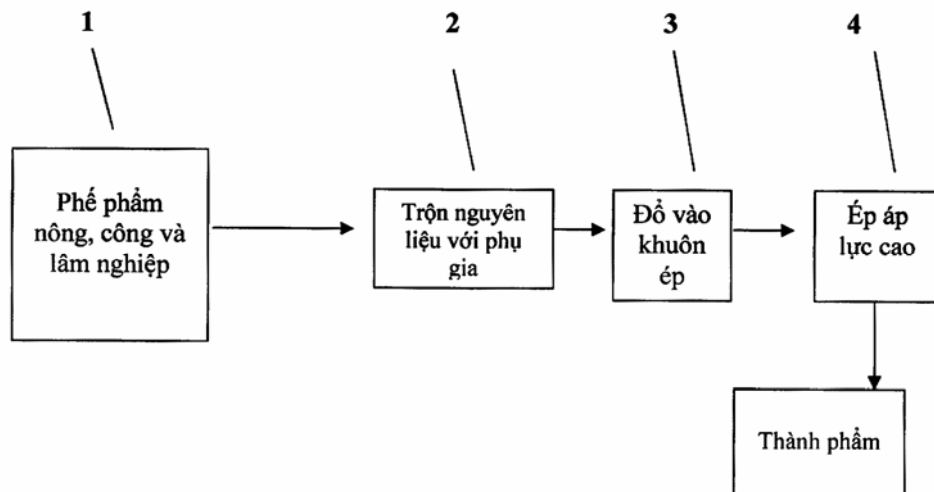 1
2
3
4
Phế phẩm
nông, công và
lâm nghiệp
Trộn nguyên
liệu với phụ
gia
Đổ vào
khuôn
ép
Ép áp
lực cao
Thành phẩm